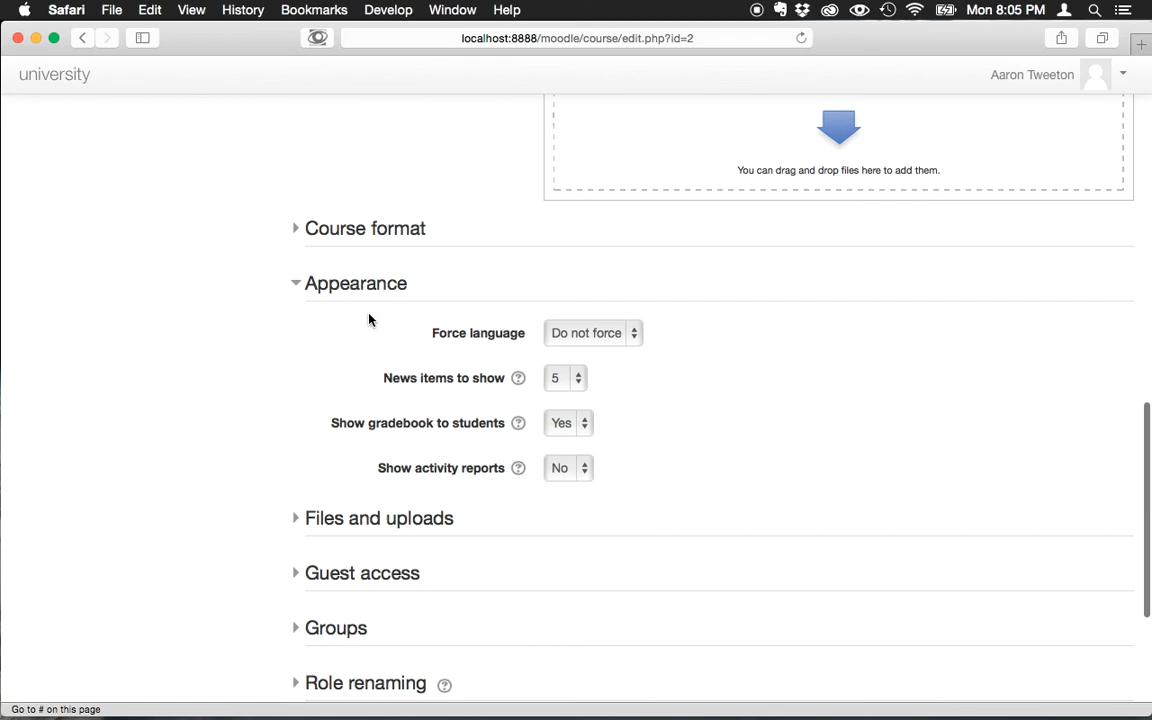 Safari File Edit View History Bookmarks Develop Window Help Mon 8:05 PM
localhost:8888/moodle/course/edit.php?id=2
university Aaron Tweeton
You can drag and drop files here to add them.
Course format
Appearance
Force language Do not force
News items to show ? 5
Show gradebook to students ? Yes
Show activity reports ? No
Files and uploads
Guest access
Groups
Role renaming ?
Go to # on this page